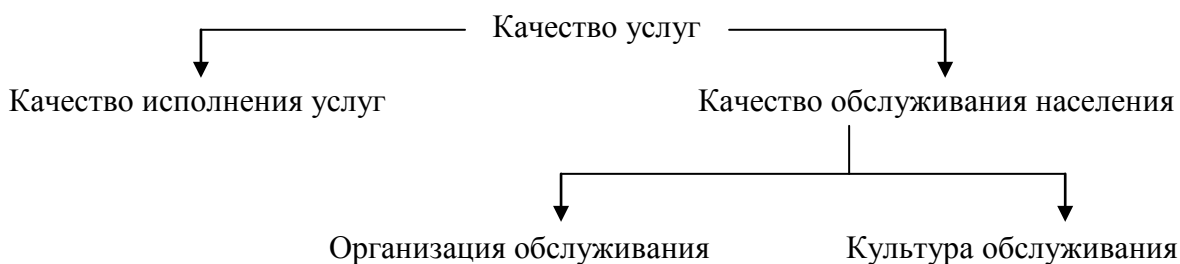 Качество услуг
Качество исполнения услуг
Качество обслуживания населения
Организация обслуживания
Культура обслуживания